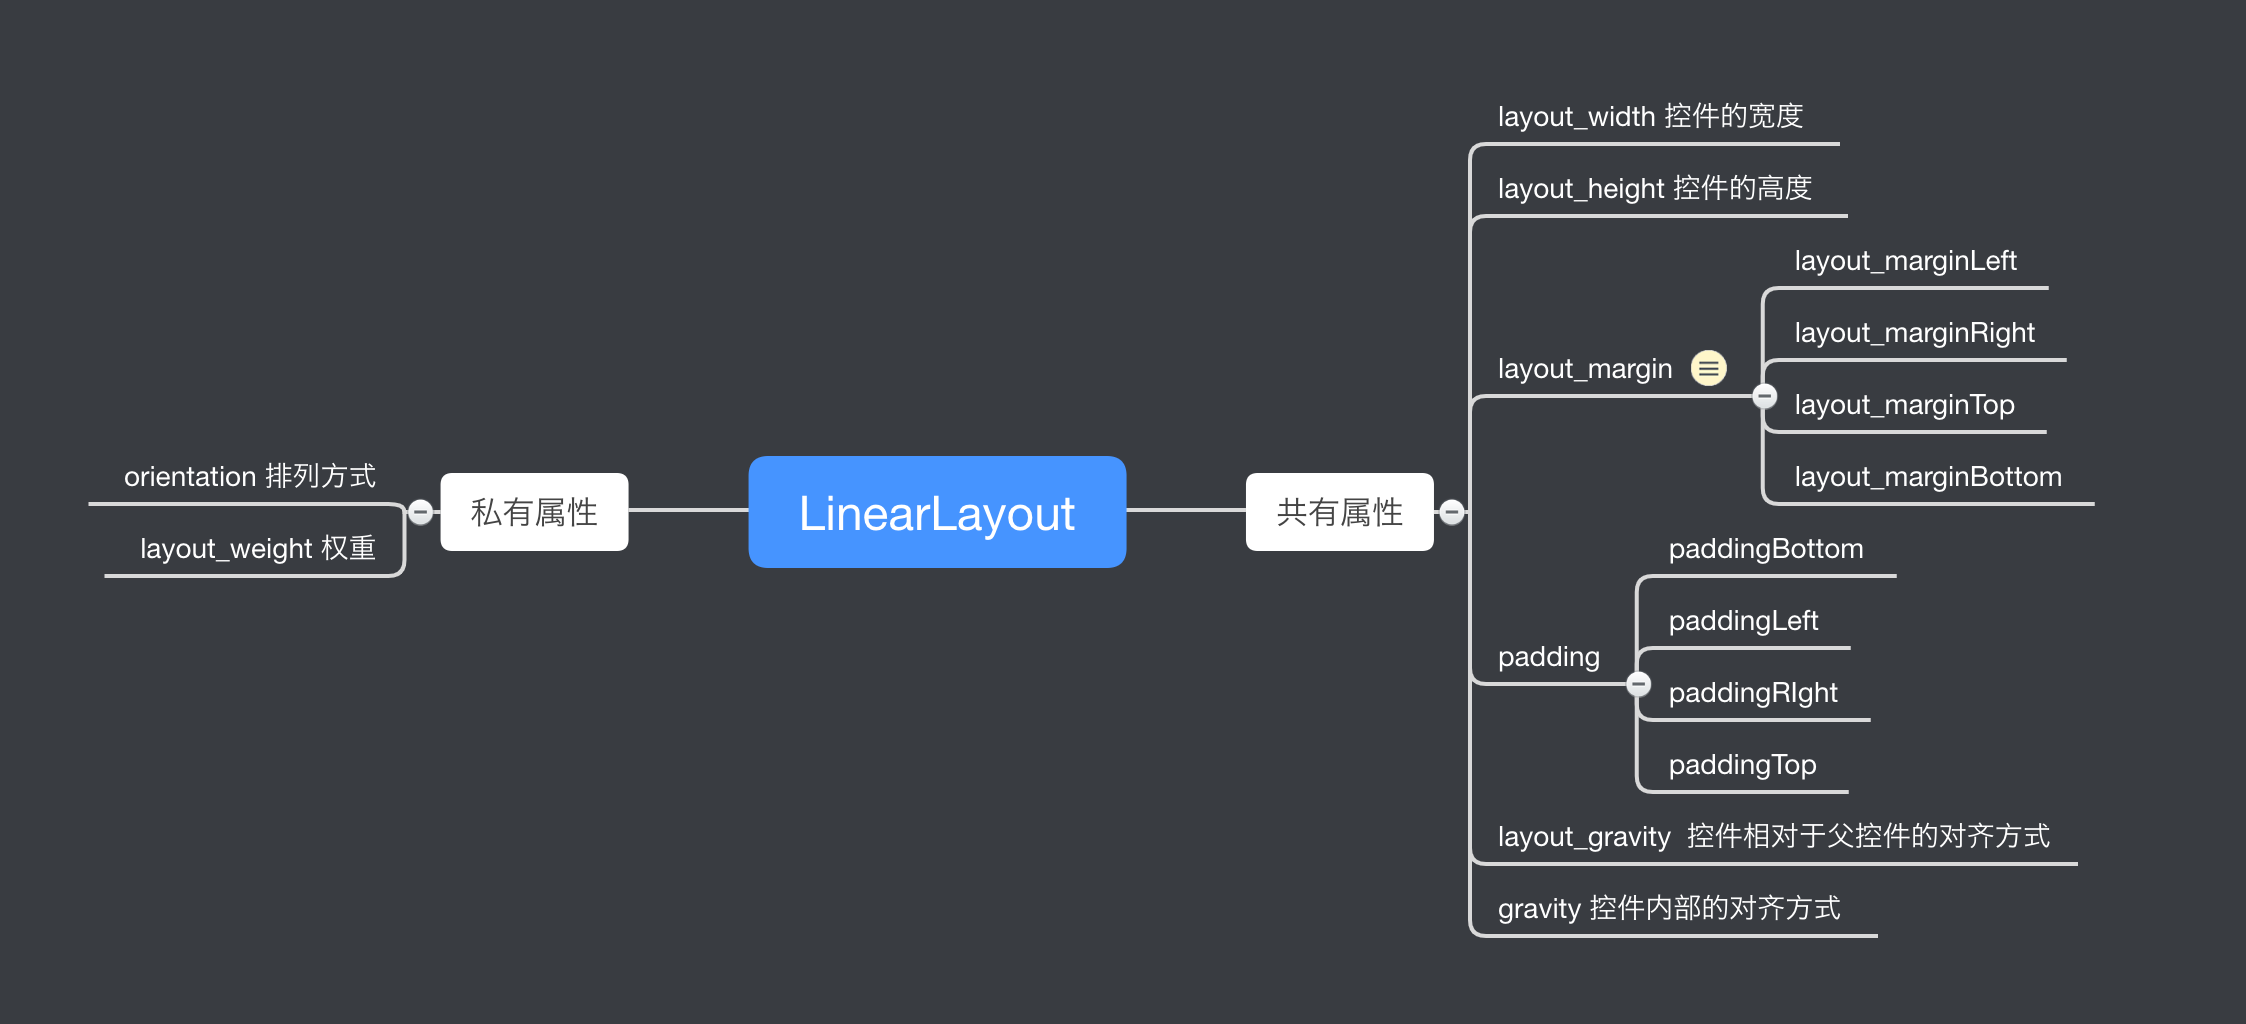 LinearLayout
私有属性
orientation 排列方式
layout_weight 权重
共有属性
layout_width 控件的宽度
layout_height 控件的高度
layout_margin
layout_marginLeft
layout_marginRight
layout_marginTop
layout_marginBottom
padding
paddingBottom
paddingLeft
paddingRIght
paddingTop
layout_gravity  控件相对于父控件的对齐方式
gravity 控件内部的对齐方式